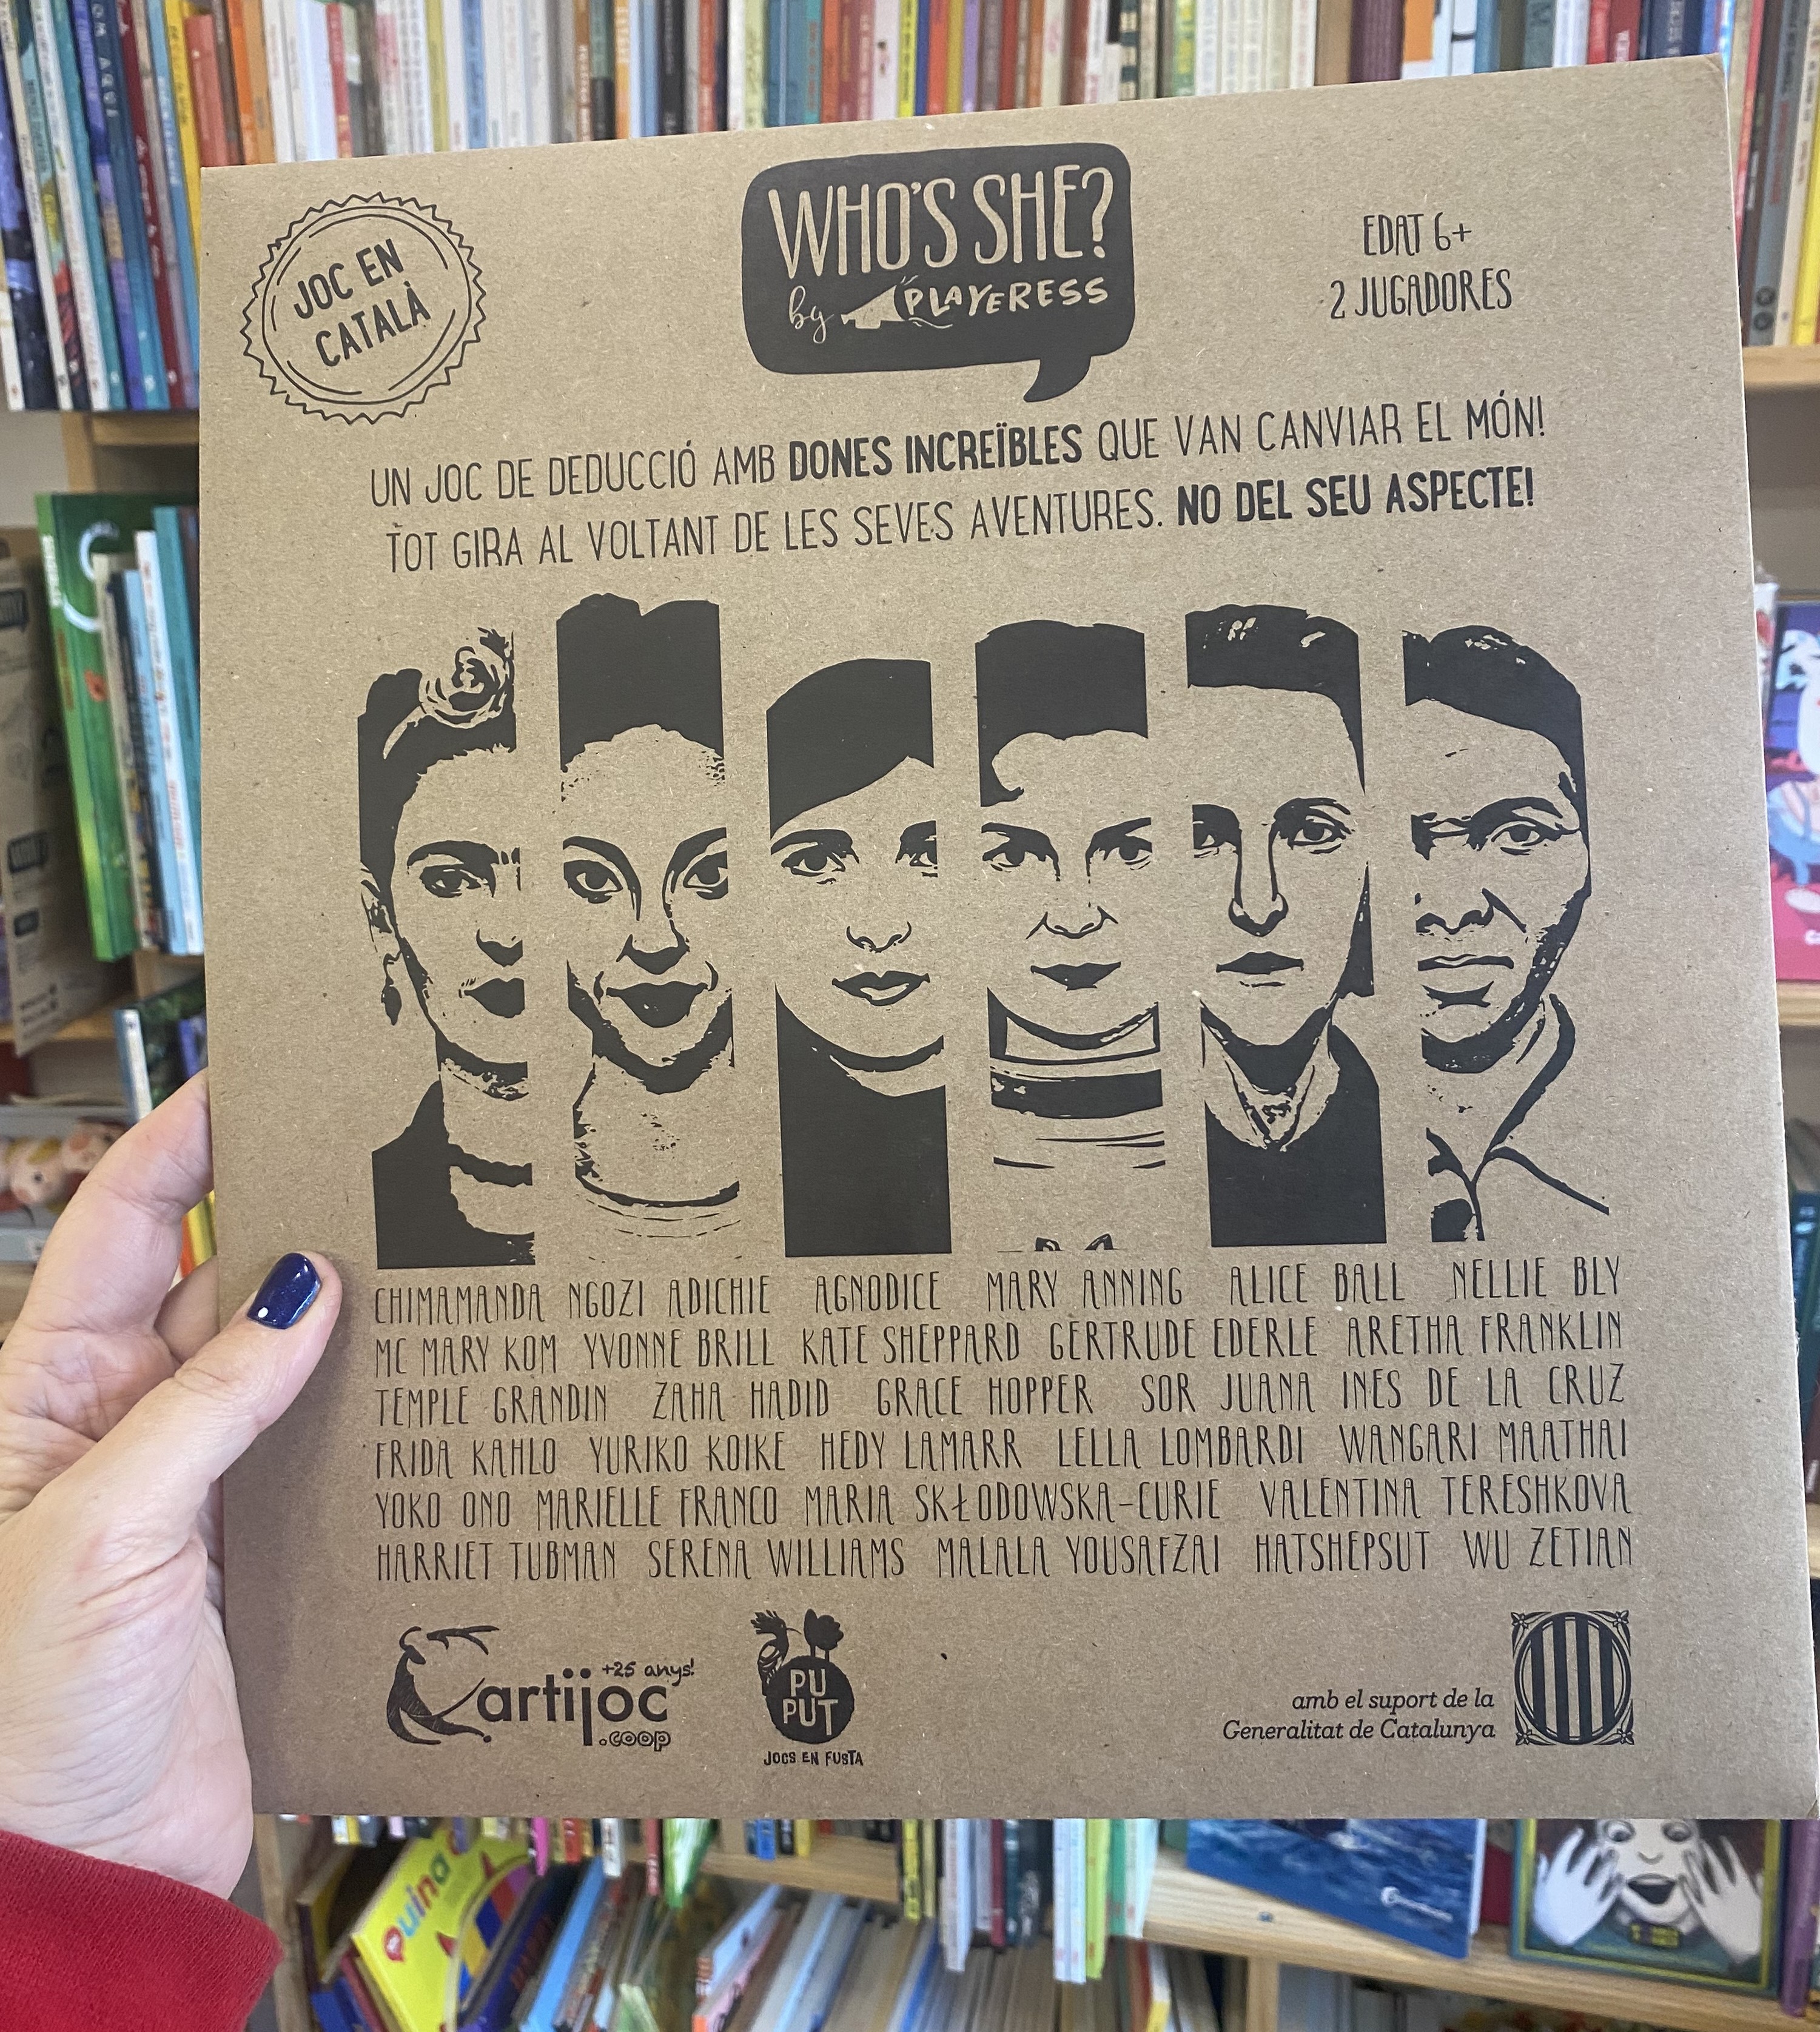 JOC EN
CATALÀ
WHO'S SHE?
by PLAYERESS
EDAT 6+
2 JUGADORES
UN JOC DE DEDUCCIÓ AMB DONES INCREÏBLES QUE VAN CANVIAR EL MÓN!
TOT GIRA AL VOLTANT DE LES SEVES AVENTURES. NO DEL SEU ASPECTE!
CHIMAMANDA NGOZI ADICHIE AGNODICE MARY ANNING ALICE BALL NELLIE BLY
MC MARY KOM YVONNE BRILL KATE SHEPPARD GERTRUDE EDERLE ARETHA FRANKLIN
TEMPLE GRANDIN ZAHA HADID GRACE HOPPER SOR JUANA INES DE LA CRUZ
FRIDA KAHLO YURIKO KOIKE HEDY LAMARR LELLA LOMBARDI WANGARI MAATHAI
YOKO ONO MARIELLE FRANCO MARIA SKŁODOWSKA-CURIE VALENTINA TERESHKOVA
HARRIET TUBMAN SERENA WILLIAMS MALALA YOUSAFZAI HATSHEPSUT WU ZETIAN
Cartijoc +25 anys!
.coop
PU
PUT
JOCS EN FUSTA
amb el suport de la
Generalitat de Catalunya
Quina